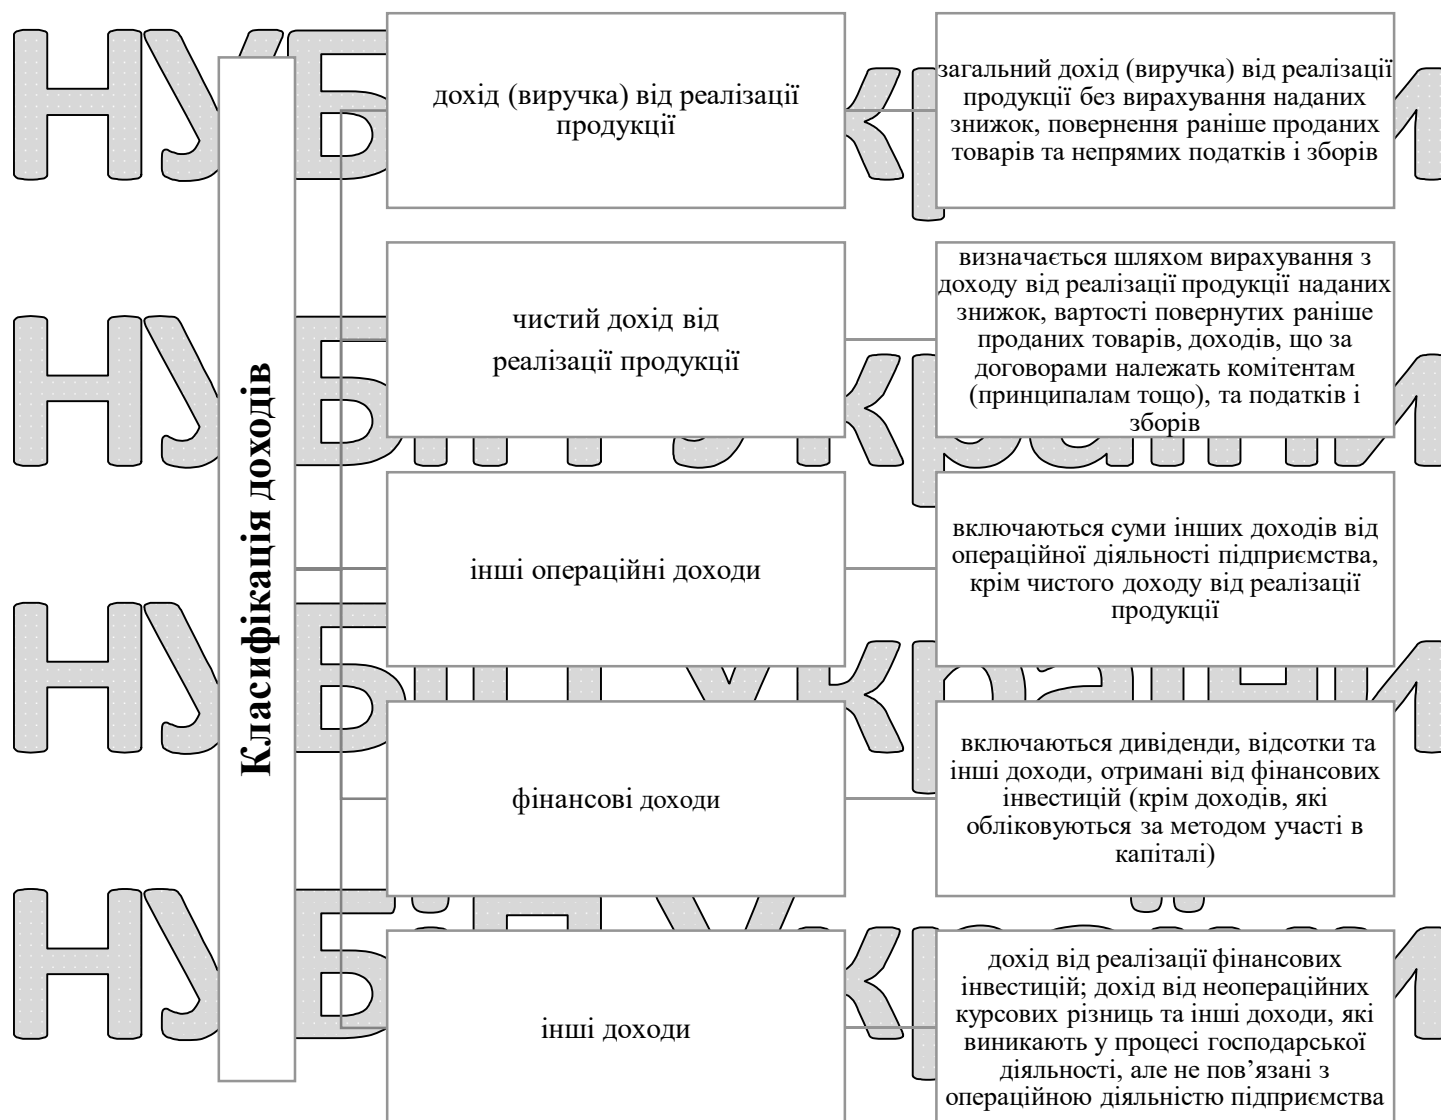 Класифікація доходів
дохід (виручка) від реалізації
продукції
загальний дохід (виручка) від реалізації
продукції без вирахування наданих
знижок, повернення раніше проданих
товарів та непрямих податків і зборів
чистий дохід від
реалізації продукції
визначається шляхом вирахування з
доходу від реалізації продукції наданих
знижок, вартості повернутих раніше
проданих товарів, доходів, що за
договорами належать комітентам
(принципалам тощо), та податків і
зборів
інші операційні доходи
включаються суми інших доходів від
операційної діяльності підприємства,
крім чистого доходу від реалізації
продукції
фінансові доходи
включаються дивіденди, відсотки та
інші доходи, отримані від фінансових
інвестицій (крім доходів, які
обліковуються за методом участі в
капіталі)
інші доходи
дохід від реалізації фінансових
інвестицій; дохід від неопераційних
курсових різниць та інші доходи, які
виникають у процесі господарської
діяльності, але не пов’язані з
операційною діяльністю підприємства